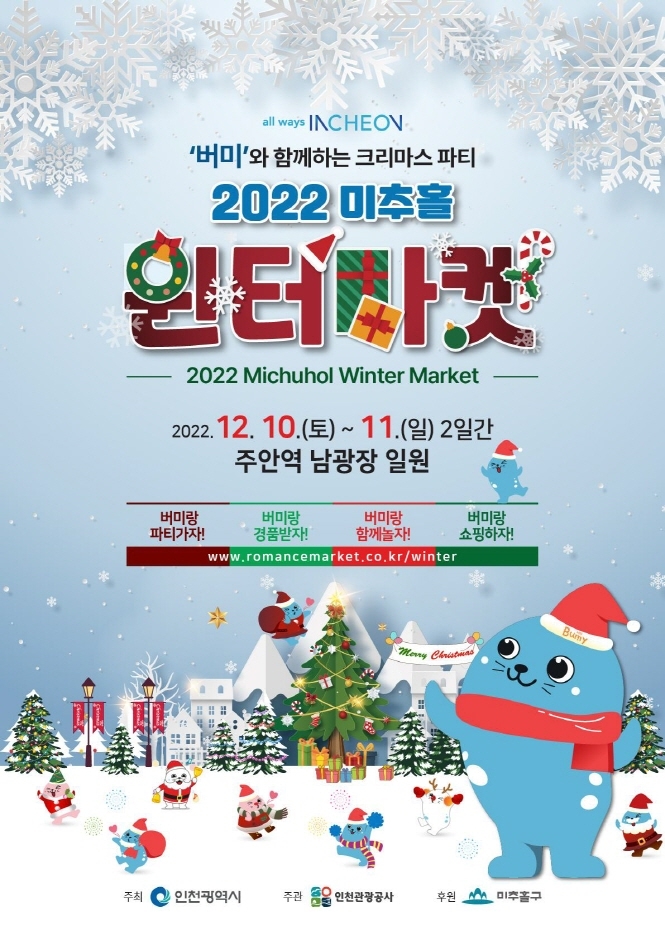 all ways INCHEON
'버미'와 함께하는 크리마스 파티
2022 미추홀
윈터마켓
2022 Michuhol Winter Market
2022. 12. 10.(토) ~ 11.(일) 2일간
주안역 남광장 일원
버미랑 파티가자!
버미랑 경품받자!
버미랑 함께놀자!
버미랑 쇼핑하자!
www.romancemarket.co.kr/winter
Merry Christmas
Bumy
주최 인천광역시 주관 인천관광공사 후원 미추홀구